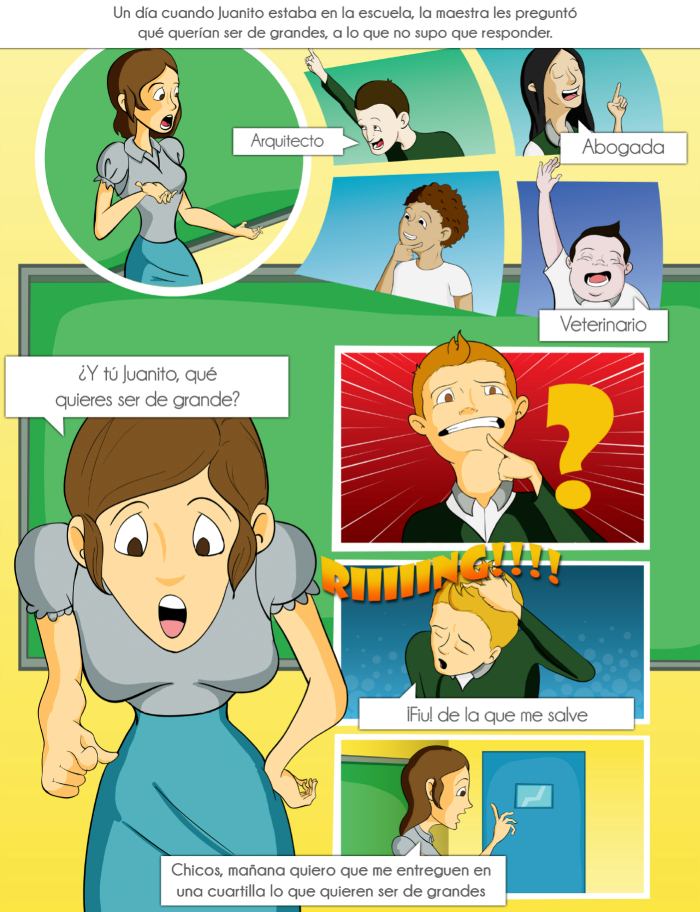 Un día cuando Juanito estaba en la escuela, la maestra les preguntó
qué querían ser de grandes, a lo que no supo que responder.
Arquitecto
Abogada
Veterinario
¿Y tú Juanito, qué
quieres ser de grande?
?
RIIIIIING!!!!
¡Fiu! de la que me salve
Chicos, mañana quiero que me entreguen en
una cuartilla lo que quieren ser de grandes